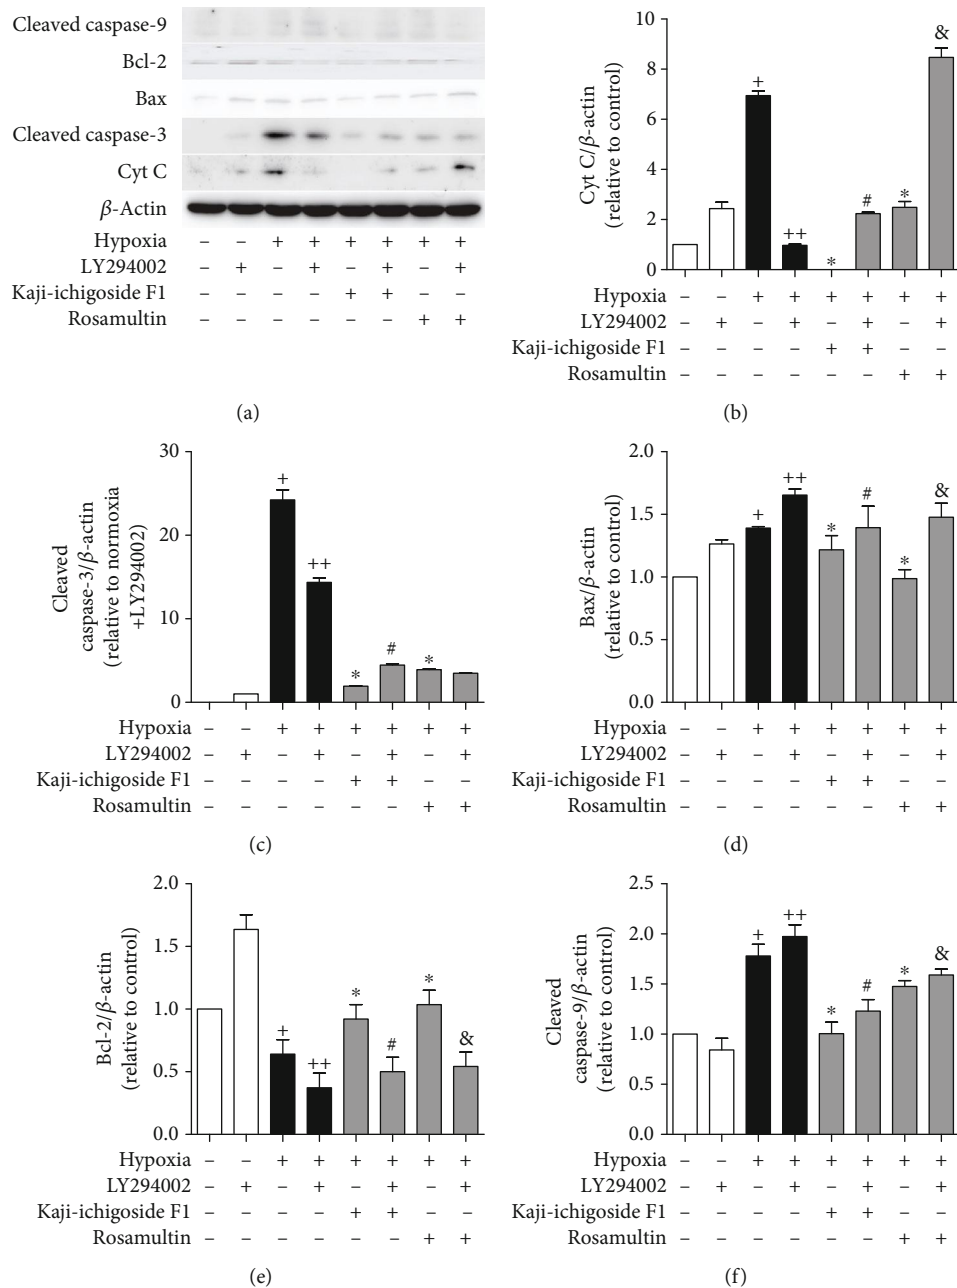 Cleaved caspase-9
Bcl-2
Bax
Cleaved caspase-3
Cyt C
β-Actin
Hypoxia – – + + + + + +
LY294002 – + – + – + – +
Kaji-ichigoside F1 – – – – + + – –
Rosamultin – – – – – – + +
(a)
Cyt C/β-actin
(relative to control)
10
8
6
4
2
0
+
++
*
#
*
&
Hypoxia – – + + + + + +
LY294002 – + – + – + – +
Kaji-ichigoside F1 – – – – + + – –
Rosamultin – – – – – – + +
(b)
Cleaved
caspase-3/β-actin
(relative to normoxia
+LY294002)
30
20
10
0
+
++
*
#
*
Hypoxia – – + + + + + +
LY294002 – + – + – + – +
Kaji-ichigoside F1 – – – – + + – –
Rosamultin – – – – – – + +
(c)
Bax/β-actin
(relative to control)
2.0
1.5
1.0
0.5
0.0
+
++
*
#
*
&
Hypoxia – – + + + + + +
LY294002 – + – + – + – +
Kaji-ichigoside F1 – – – – + + – –
Rosamultin – – – – – – + +
(d)
Bcl-2/β-actin
(relative to control)
2.0
1.5
1.0
0.5
0.0
+
++
*
#
*
&
Hypoxia – – + + + + + +
LY294002 – + – + – + – +
Kaji-ichigoside F1 – – – – + + – –
Rosamultin – – – – – – + +
(e)
Cleaved
caspase-9/β-actin
(relative to control)
2.5
2.0
1.5
1.0
0.5
0.0
+
++
*
#
*
&
Hypoxia – – + + + + + +
LY294002 – + – + – + – +
Kaji-ichigoside F1 – – – – + + – –
Rosamultin – – – – – – + +
(f)